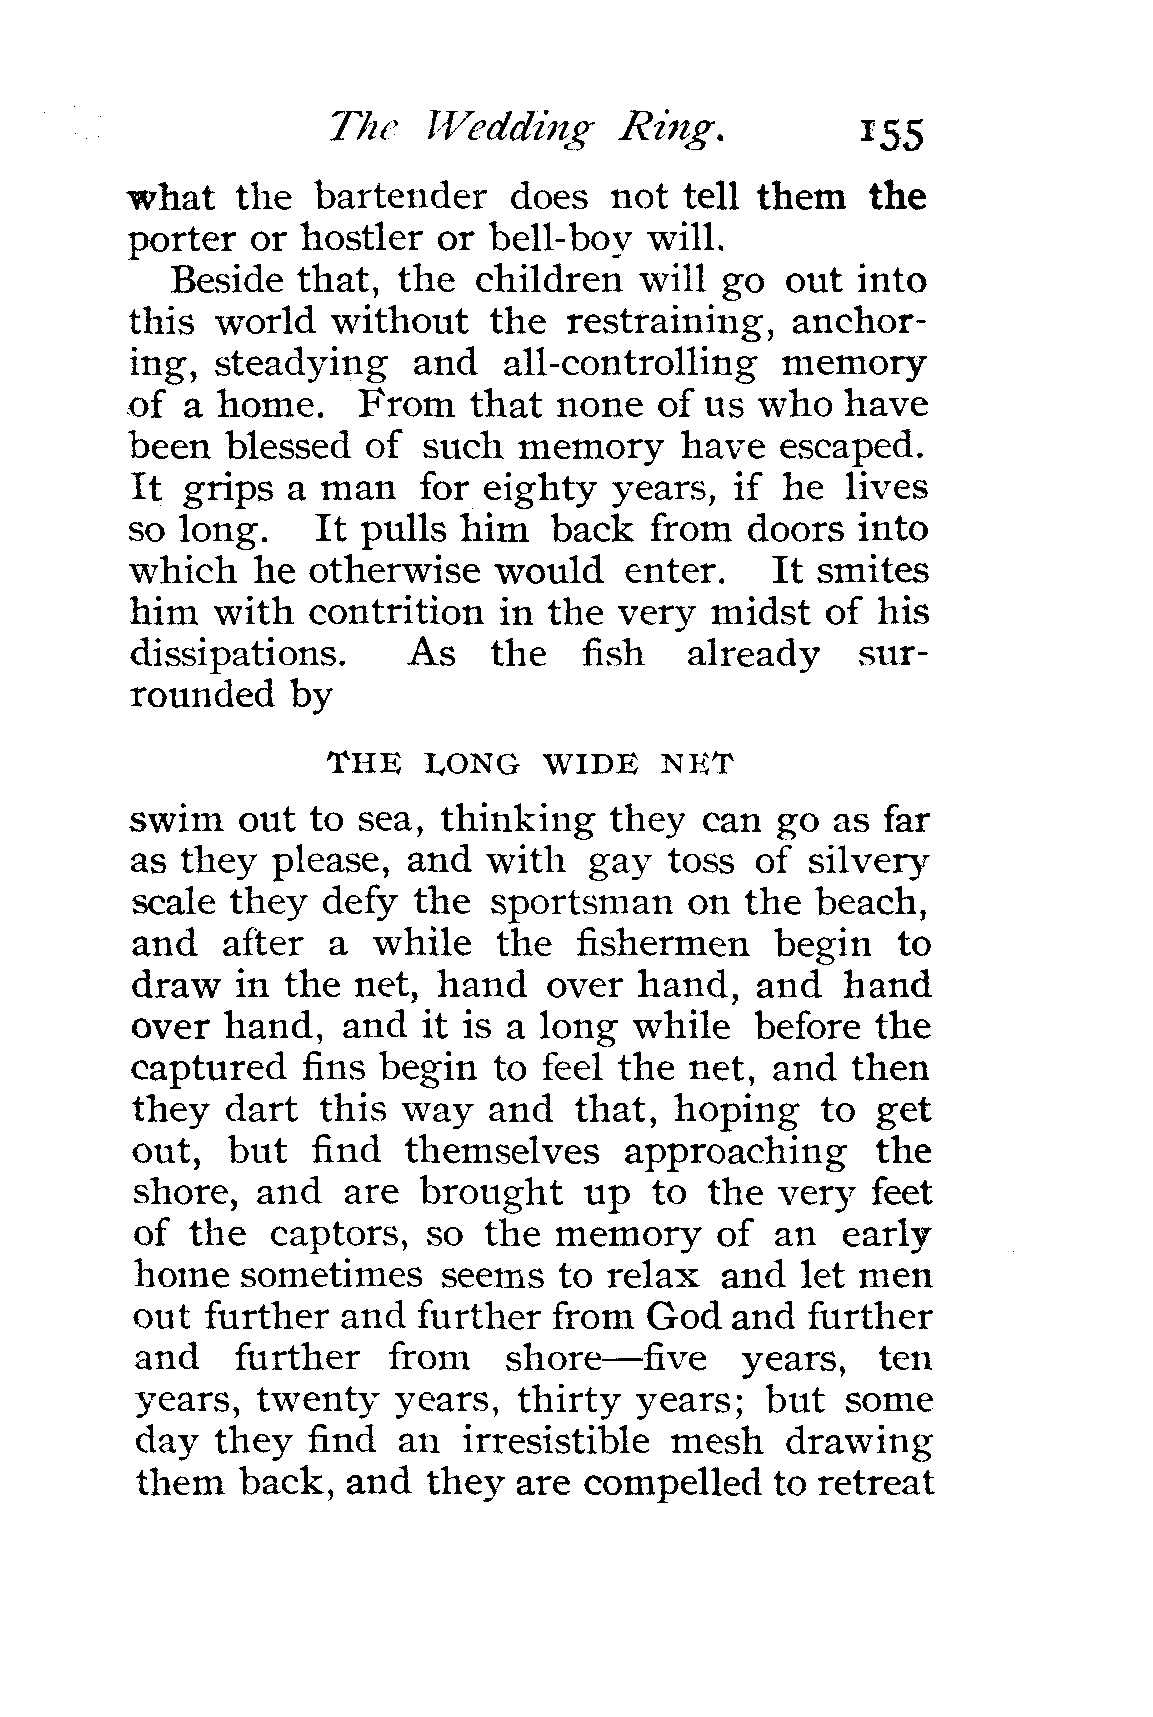 The Wedding Ring. 155
what the bartender does not tell them the
porter or hostler or bell-boy will.
Beside that, the children will go out into
this world without the restraining, anchor-
ing, steadying and all-controlling memory
of a home. From that none of us who have
been blessed of such memory have escaped.
It grips a man for eighty years, if he lives
so long. It pulls him back from doors into
which he otherwise would enter. It smites
him with contrition in the very midst of his
dissipations. As the fish already sur-
rounded by
THE LONG WIDE NET
swim out to sea, thinking they can go as far
as they please, and with gay toss of silvery
scale they defy the sportsman on the beach,
and after a while the fishermen begin to
draw in the net, hand over hand, and hand
over hand, and it is a long while before the
captured fins begin to feel the net, and then
they dart this way and that, hoping to get
out, but find themselves approaching the
shore, and are brought up to the very feet
of the captors, so the memory of an early
home sometimes seems to relax and let men
out further and further from God and further
and further from shore—five years, ten
years, twenty years, thirty years; but some
day they find an irresistible mesh drawing
them back, and they are compelled to retreat